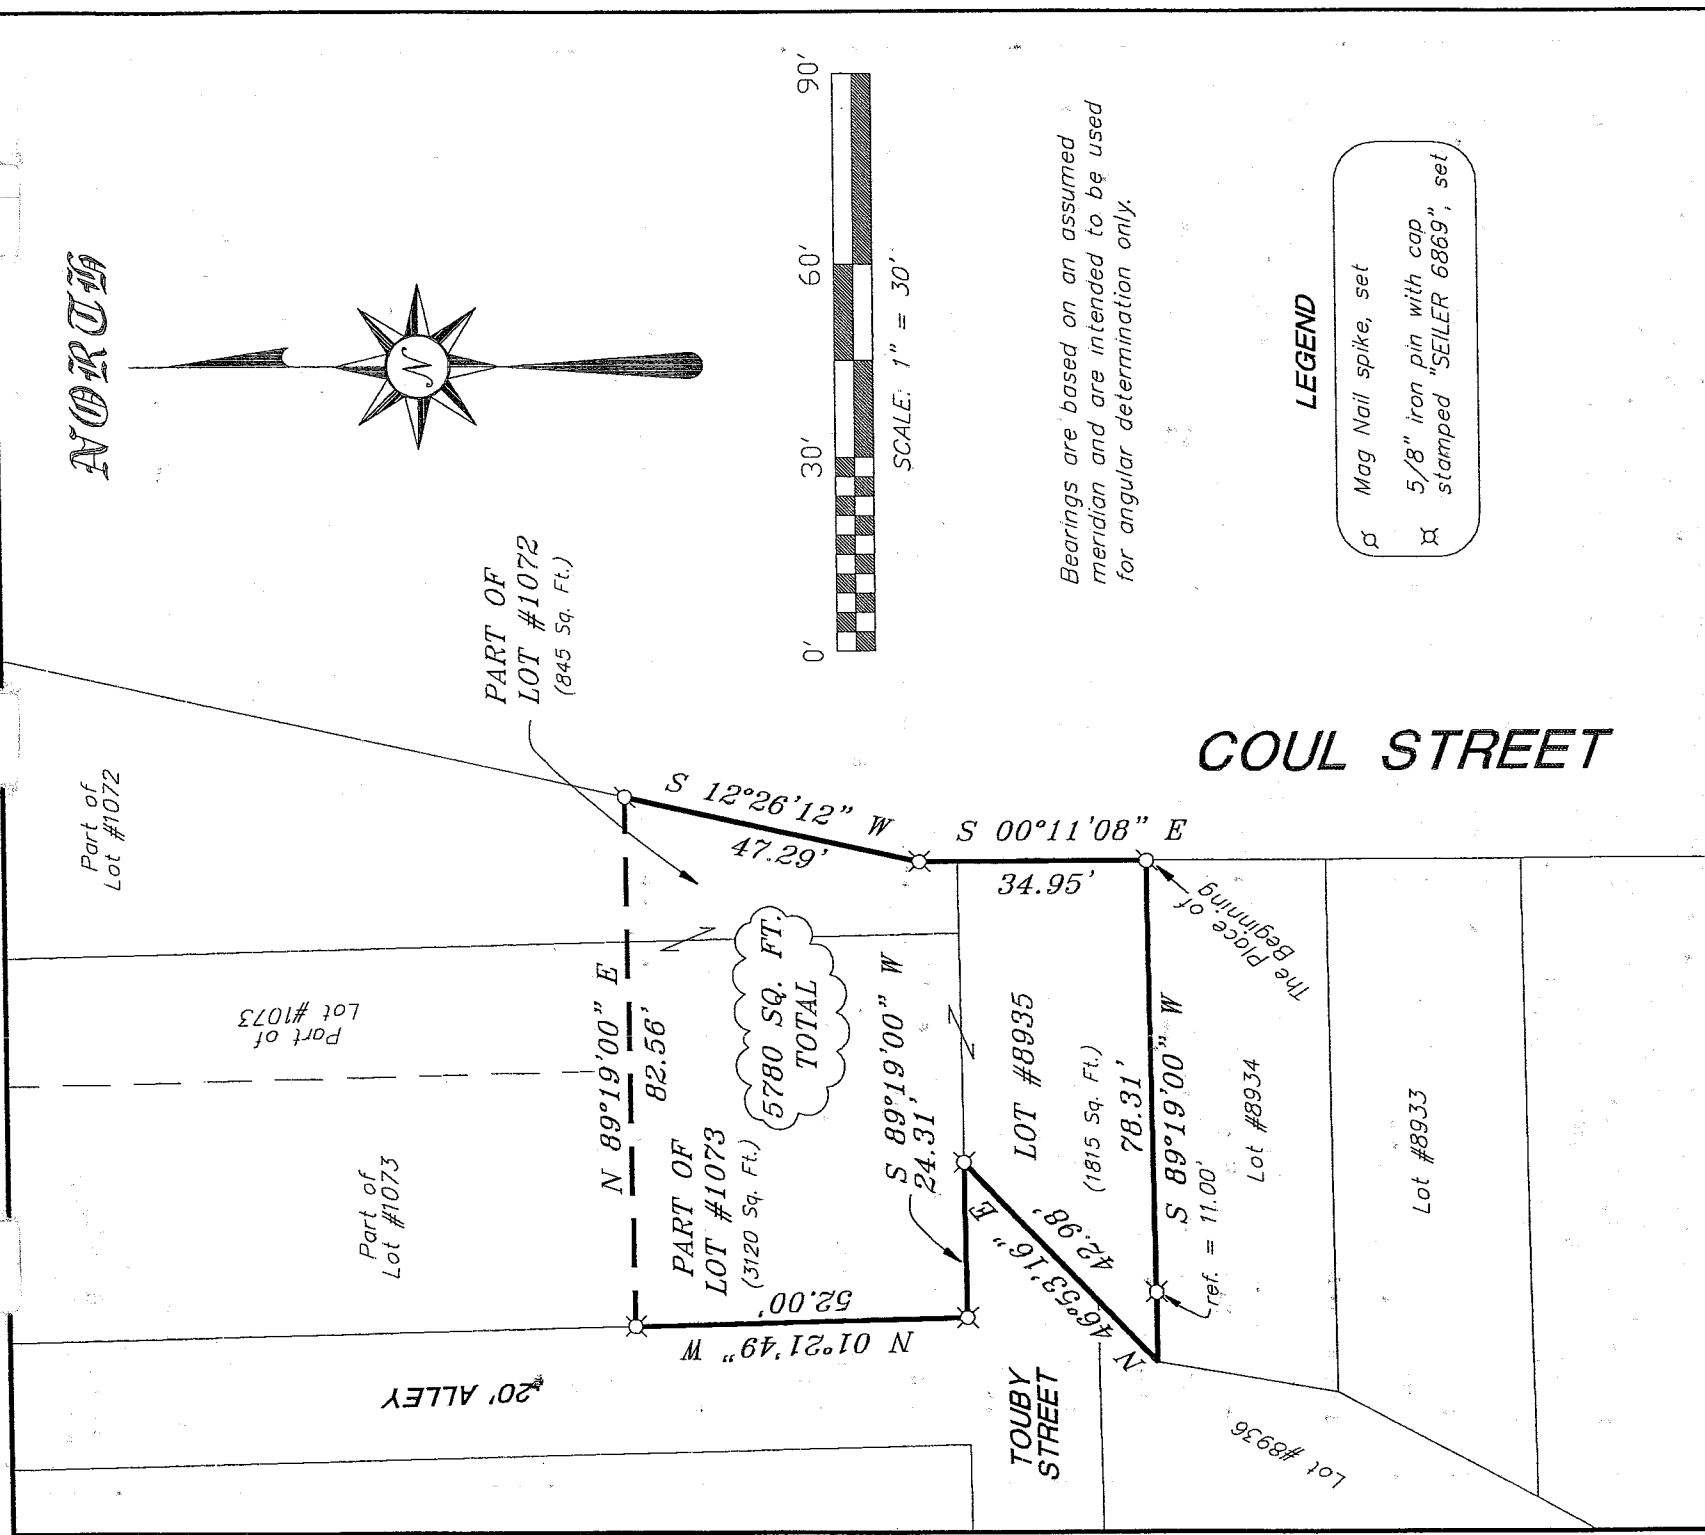 NORTH
N
0' 30' 60' 90'
SCALE: 1" = 30'
Bearings are based on an assumed
meridian and are intended to be used
for angular determination only.
LEGEND
Mag Nail spike, set
5/8" iron pin with cap
stamped "SEILER 6869", set
Part of
Lot #1072
PART OF
LOT #1072
(845 Sq. Ft.)
Part of
Lot #1073
Part of
Lot #1073
N 89°19'00" E
82.56'
S 12°26'12" W
47.29'
S 00°11'08" E
34.95'
COUL STREET
PART OF
LOT #1073
(3120 Sq. Ft.)
5780 SQ. FT.
TOTAL
N 01°21'49" W
52.00'
S 89°19'00" W
24.31'
LOT #8935
(1815 Sq. Ft.)
N 46°53'16" E
42.98'
78.31'
S 89°19'00" W
ref. = 11.00'
The Place of
Beginning
Lot #8934
Lot #8933
Lot #8936
20' ALLEY
TOUBY
STREET